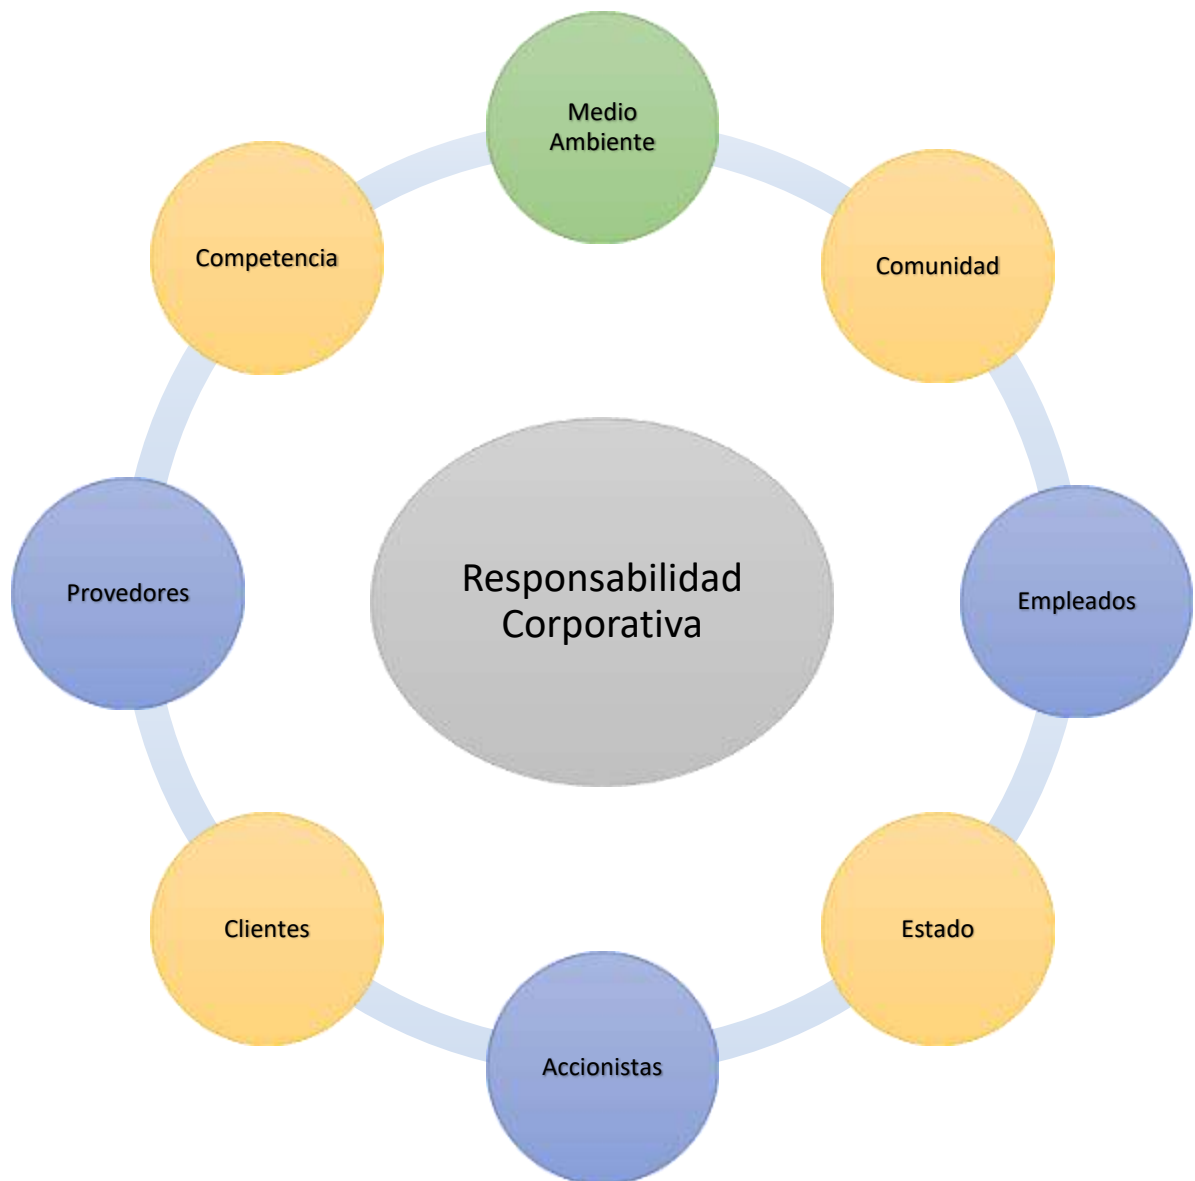 Medio
Ambiente
Competencia
Comunidad
Provedores
Responsabilidad
Corporativa
Empleados
Clientes
Estado
Accionistas